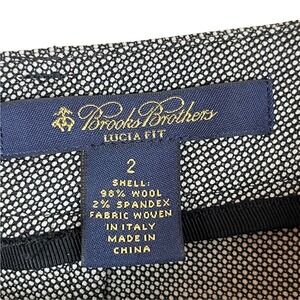 Brooks Brothers
LUCIA FIT
2
SHELL:
98% WOOL
2% SPANDEX
FABRIC WOVEN
IN ITALY
MADE IN
CHINA